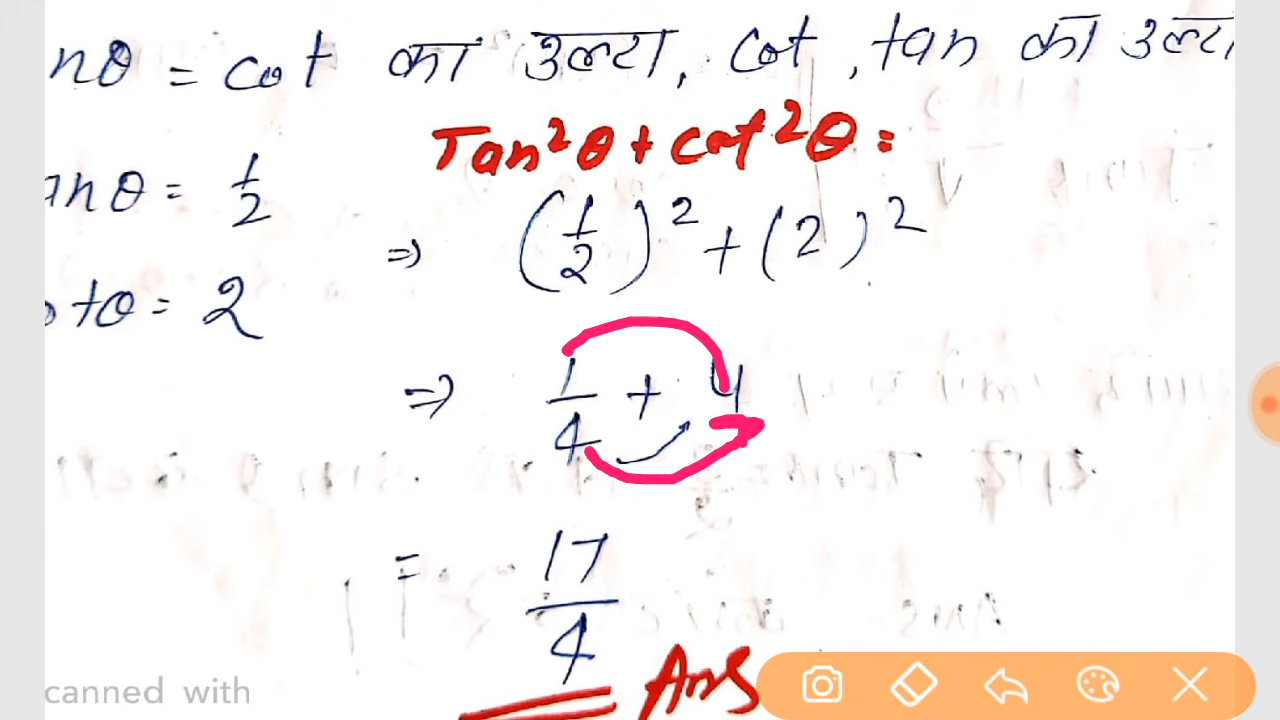 nθ = cot का उल्टा, cot, tan का उल्टा
Tan²θ + cot²θ =
anθ = 1/2
⇒ (1/2)² + (2)²
otθ = 2
⇒ 1/4 + 4
= 17/4
Ans
canned with